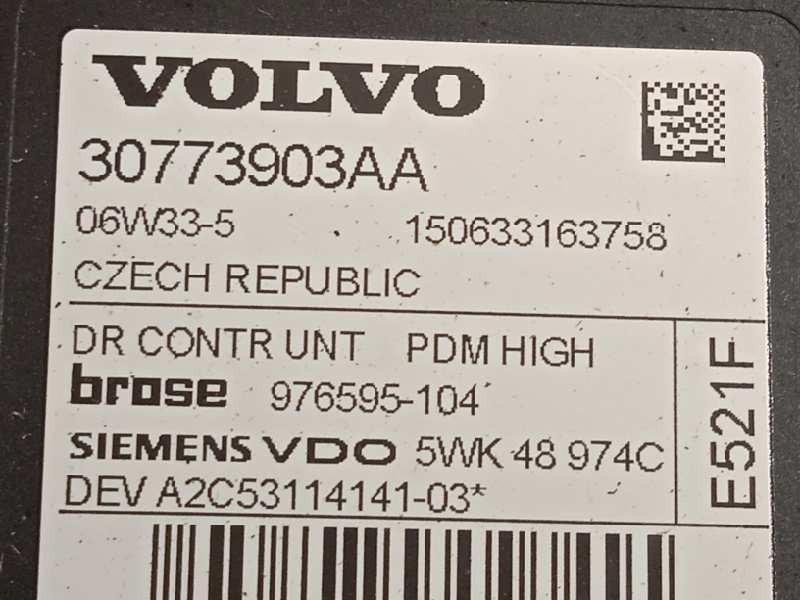 VOLVO
30773903AA
06W33-5 150633163758
CZECH REPUBLIC
DR CONTR UNT PDM HIGH
brose 976595-104
SIEMENS VDO 5WK 48 974C
DEV A2C53114141-03*
E521F